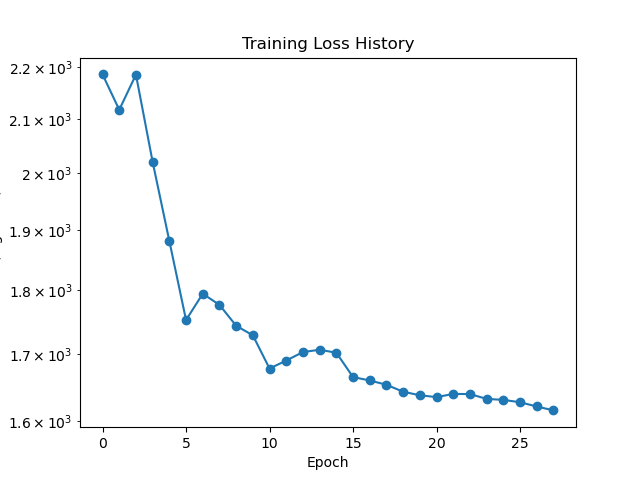 Training Loss History
2.2 × 10³
2.1 × 10³
2 × 10³
1.9 × 10³
1.8 × 10³
1.7 × 10³
1.6 × 10³
0 5 10 15 20 25
Epoch